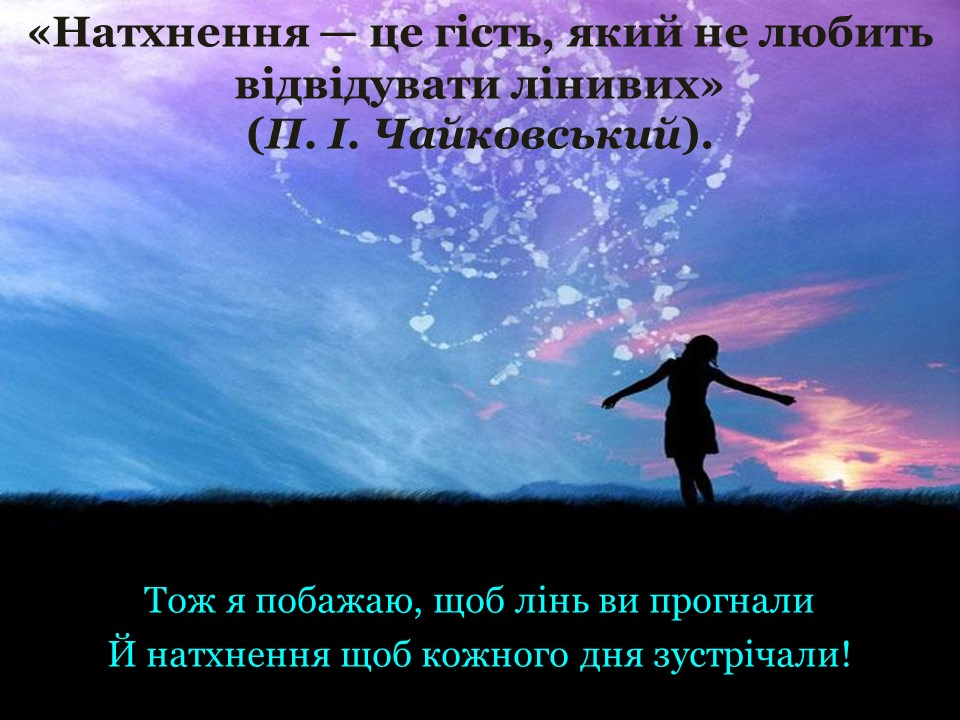 «Натхнення — це гість, який не любить
відвідувати лінивих»
(П. І. Чайковський).
Тож я побажаю, щоб лінь ви прогнали
Й натхнення щоб кожного дня зустрічали!